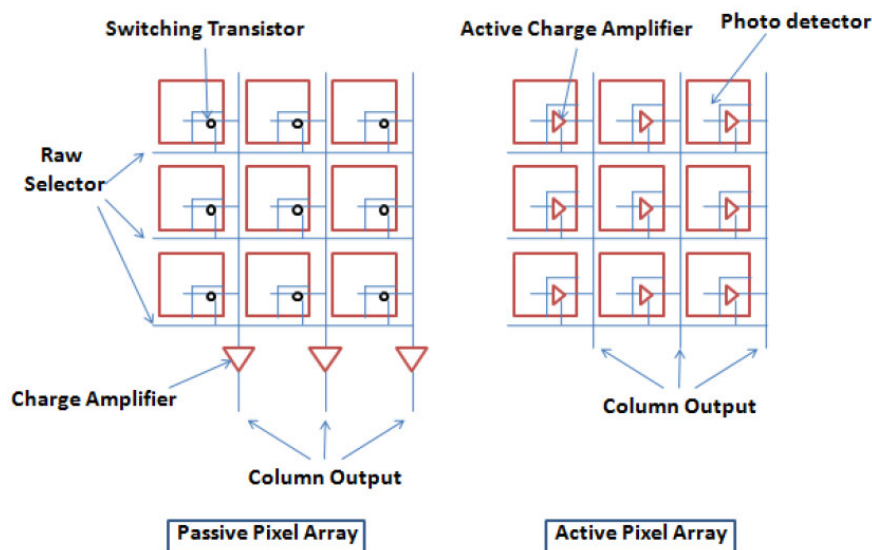 Switching Transistor
Active Charge Amplifier
Photo detector
Raw
Selector
Charge Amplifier
Column Output
Column Output
Passive Pixel Array
Active Pixel Array